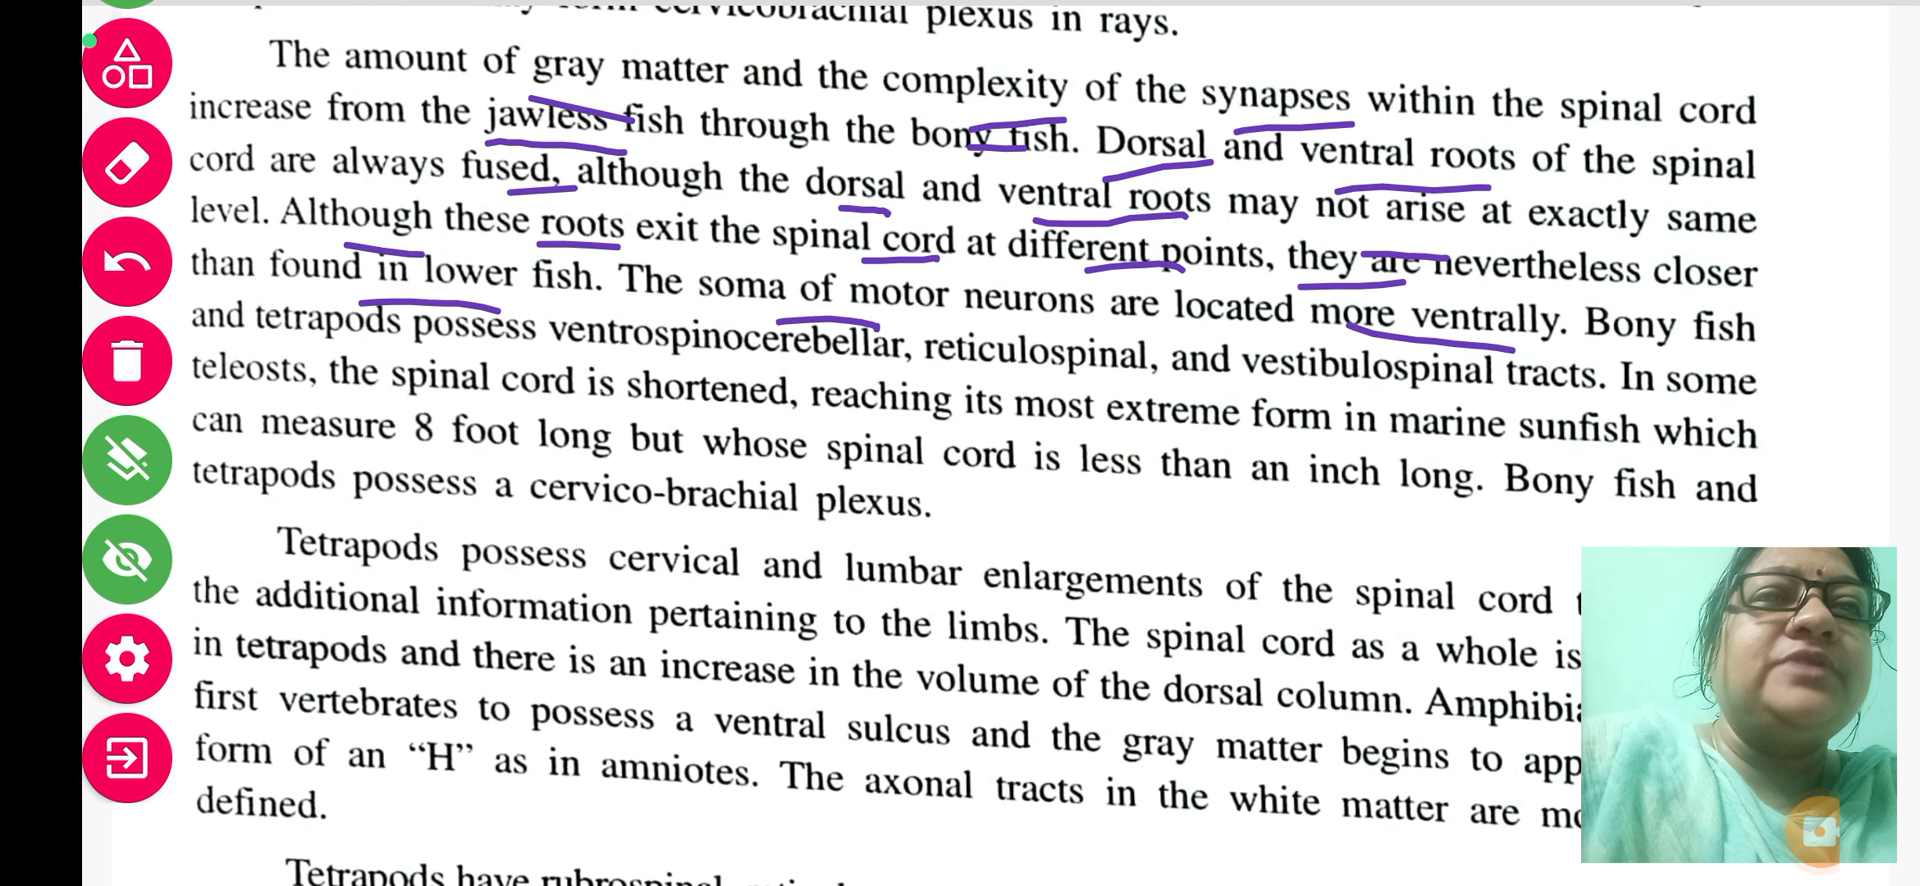 plexus in rays.
The amount of gray matter and the complexity of the synapses within the spinal cord
increase from the jawless fish through the bony fish. Dorsal and ventral roots of the spinal
cord are always fused, although the dorsal and ventral roots may not arise at exactly same
level. Although these roots exit the spinal cord at different points, they are nevertheless closer
than found in lower fish. The soma of motor neurons are located more ventrally. Bony fish
and tetrapods possess ventrospinocerebellar, reticulospinal, and vestibulospinal tracts. In some
teleosts, the spinal cord is shortened, reaching its most extreme form in marine sunfish which
can measure 8 foot long but whose spinal cord is less than an inch long. Bony fish and
tetrapods possess a cervico-brachial plexus.
Tetrapods possess cervical and lumbar enlargements of the spinal cord
the additional information pertaining to the limbs. The spinal cord as a whole is
in tetrapods and there is an increase in the volume of the dorsal column.
first vertebrates to possess a ventral sulcus and the gray matter begins to
form of an “H” as in amniotes. The axonal tracts in the white matter are
defined.
Tetrapods have